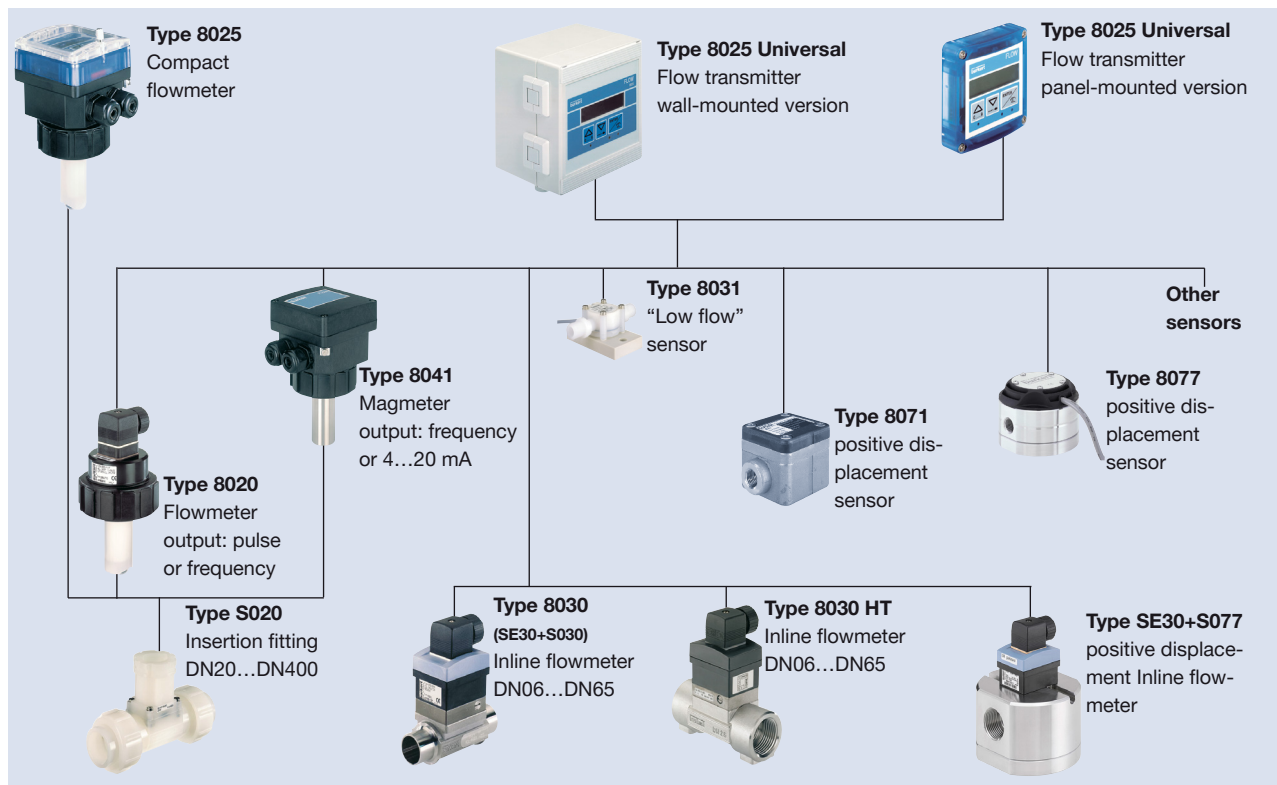 Type 8025
Compact
flowmeter
Type 8025 Universal
Flow transmitter
wall-mounted version
Type 8025 Universal
Flow transmitter
panel-mounted version
FLOW
FLOW
Type 8031
“Low flow”
sensor
Other
sensors
Type 8041
Magmeter
output: frequency
or 4…20 mA
Type 8071
positive dis-
placement
sensor
Type 8077
positive dis-
placement
sensor
Type 8020
Flowmeter
output: pulse
or frequency
Type S020
Insertion fitting
DN20…DN400
Type 8030
(SE30+S030)
Inline flowmeter
DN06…DN65
Type 8030 HT
Inline flowmeter
DN06…DN65
Type SE30+S077
positive displace-
ment Inline flow-
meter